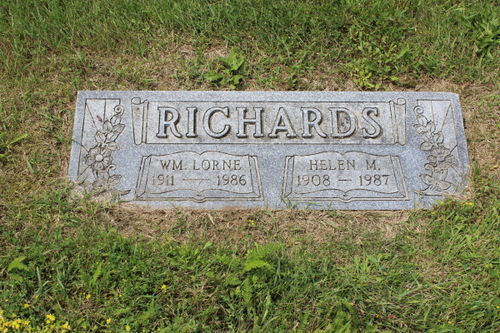 RICHARDS
WM. LORNE
1911 — 1986
HELEN M.
1908 — 1987